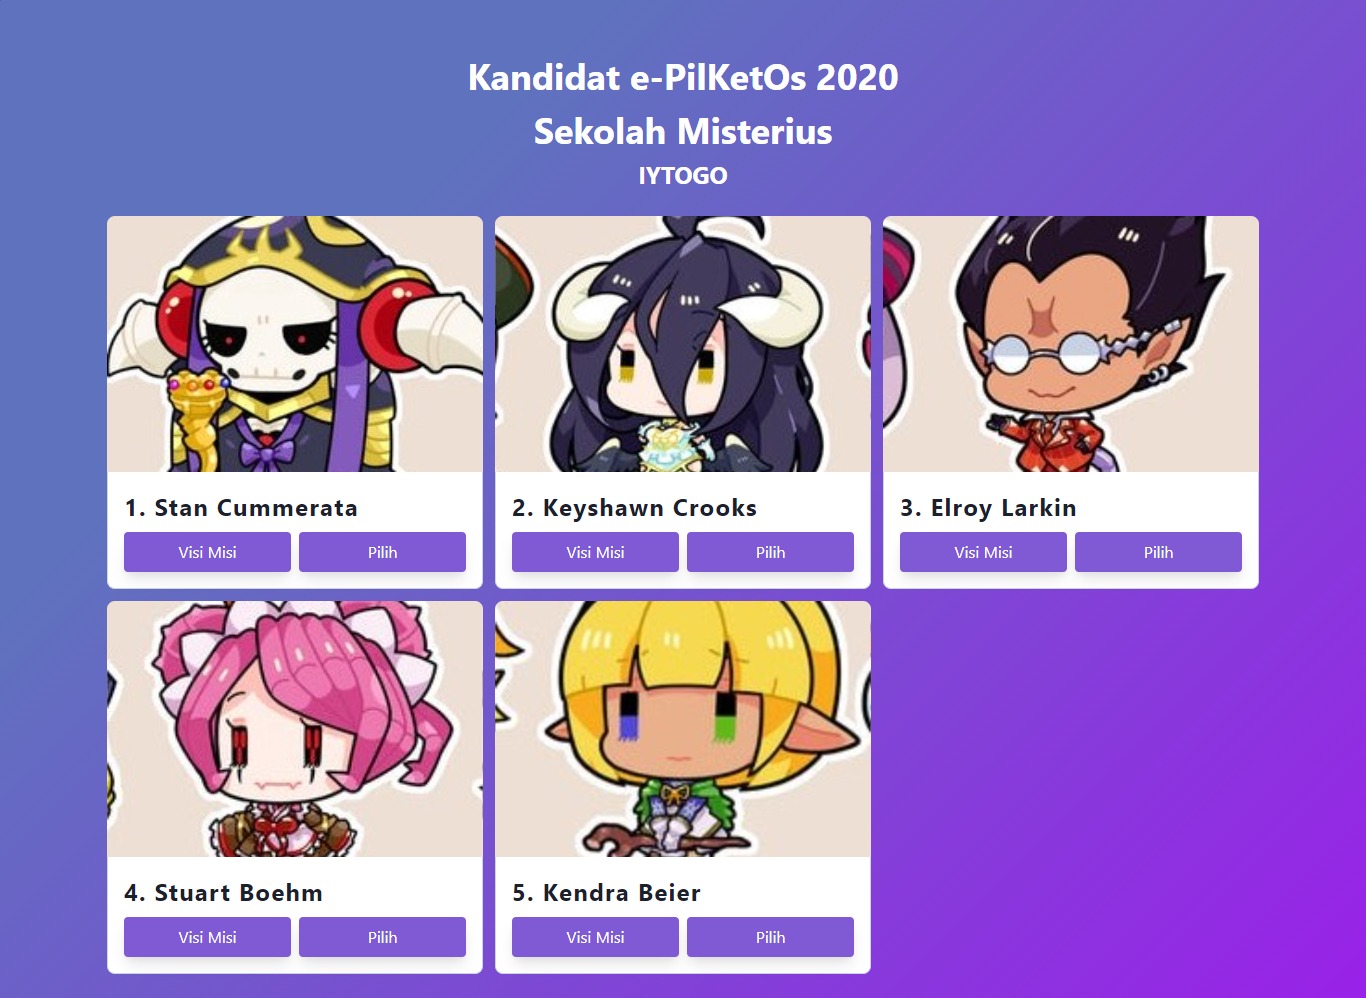 Kandidat e-PilKetOs 2020
Sekolah Misterius
IYTOGO
1. Stan Cummerata
Visi Misi
Pilih
2. Keyshawn Crooks
Visi Misi
Pilih
3. Elroy Larkin
Visi Misi
Pilih
4. Stuart Boehm
Visi Misi
Pilih
5. Kendra Beier
Visi Misi
Pilih